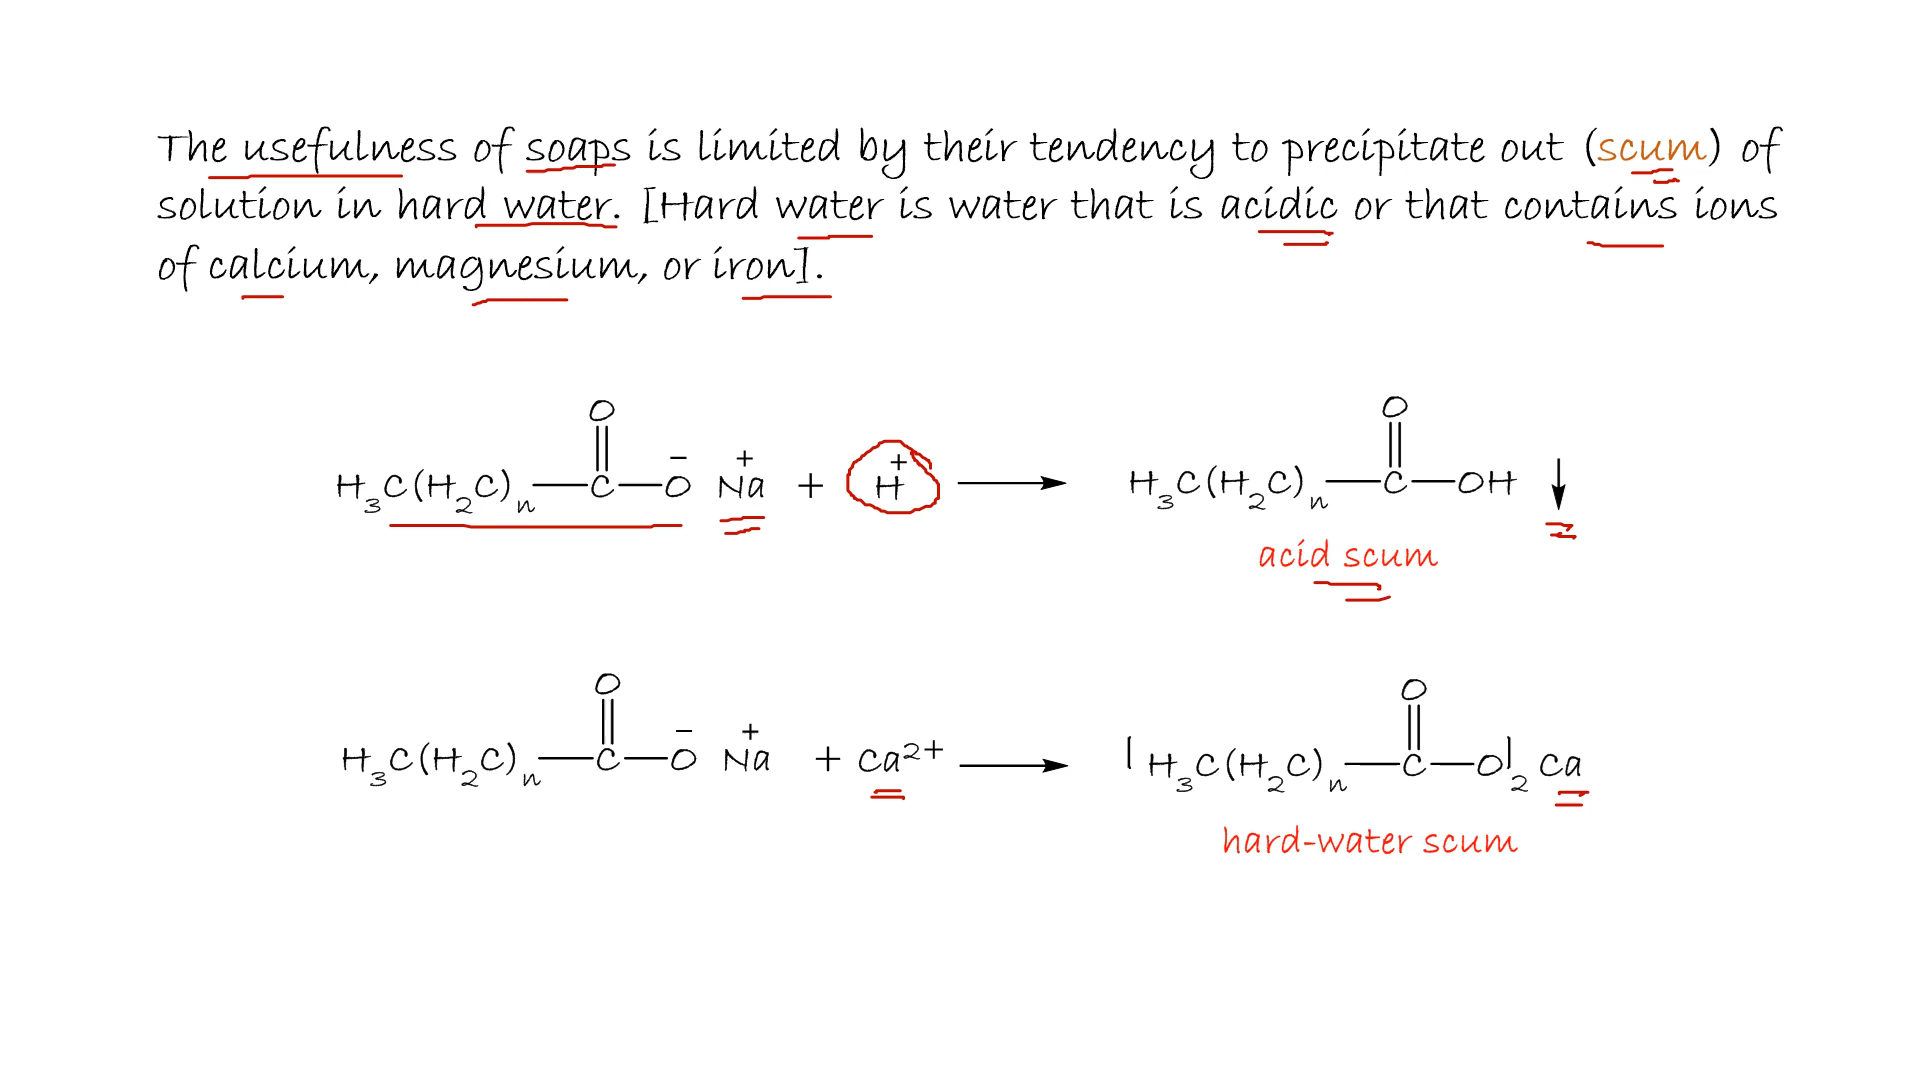 The usefulness of soaps is limited by their tendency to precipitate out (scum) of
solution in hard water. [Hard water is water that is acidic or that contains ions
of calcium, magnesium, or iron].
O
H₃C(H₂C)ₙ—C—O⁻ Na⁺ + H⁺ ⟶ H₃C(H₂C)ₙ—C—OH ↓
O
acid scum
O
H₃C(H₂C)ₙ—C—O⁻ Na⁺ + Ca²⁺ ⟶ | H₃C(H₂C)ₙ—C—O|₂ Ca
O
hard-water scum